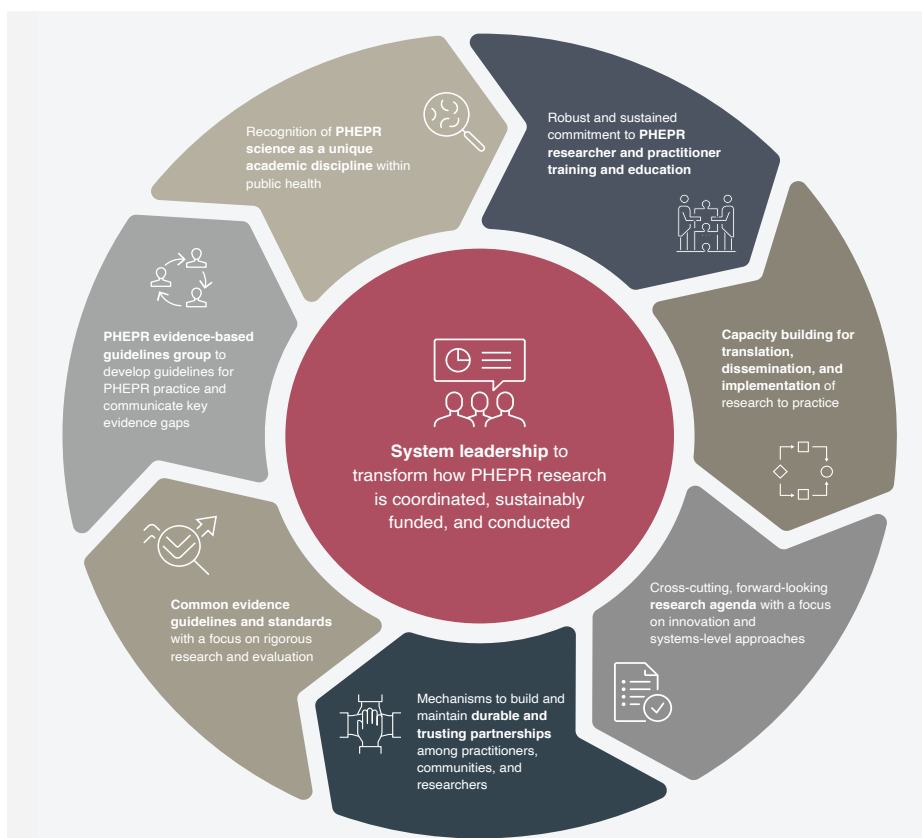 Recognition of PHEPR
science as a unique
academic discipline within
public health
Robust and sustained
commitment to PHEPR
researcher and practitioner
training and education
Capacity building for
translation,
dissemination, and
implementation of
research to practice
Cross-cutting, forward-looking
research agenda with a focus
on innovation and
systems-level approaches
Mechanisms to build and
maintain durable and
trusting partnerships
among practitioners,
communities, and
researchers
Common evidence
guidelines and standards
with a focus on rigorous
research and evaluation
PHEPR evidence-based
guidelines group to
develop guidelines for
PHEPR practice and
communicate key
evidence gaps
System leadership to
transform how PHEPR research
is coordinated, sustainably
funded, and conducted